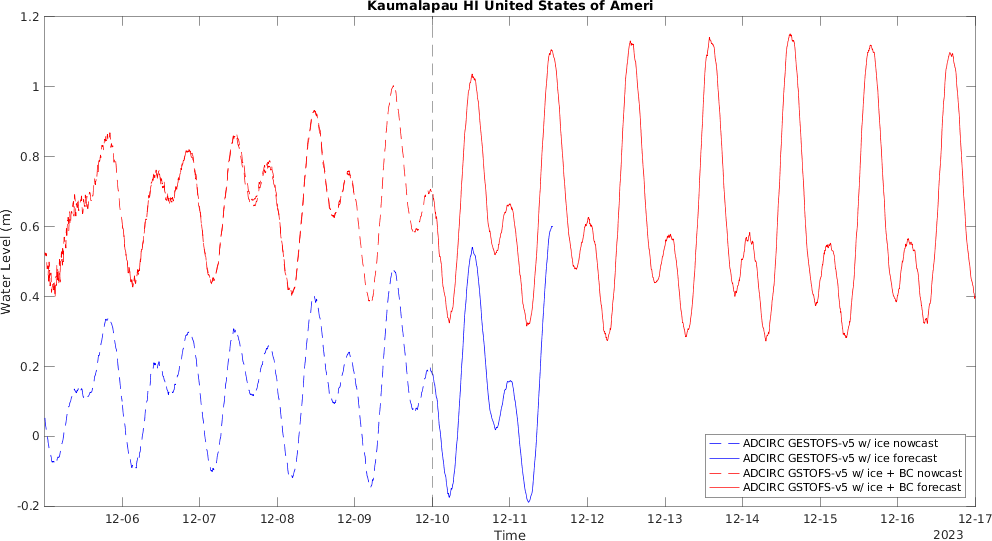 Kaumalapau HI United States of Ameri
Water Level (m)
1.2
1
0.8
0.6
0.4
0.2
0
-0.2
12-06 12-07 12-08 12-09 12-10 12-11 12-12 12-13 12-14 12-15 12-16 12-17
Time
2023
ADCIRC GESTOFS-v5 w/ ice nowcast
ADCIRC GESTOFS-v5 w/ ice forecast
ADCIRC GSTOFS-v5 w/ ice + BC nowcast
ADCIRC GSTOFS-v5 w/ ice + BC forecast